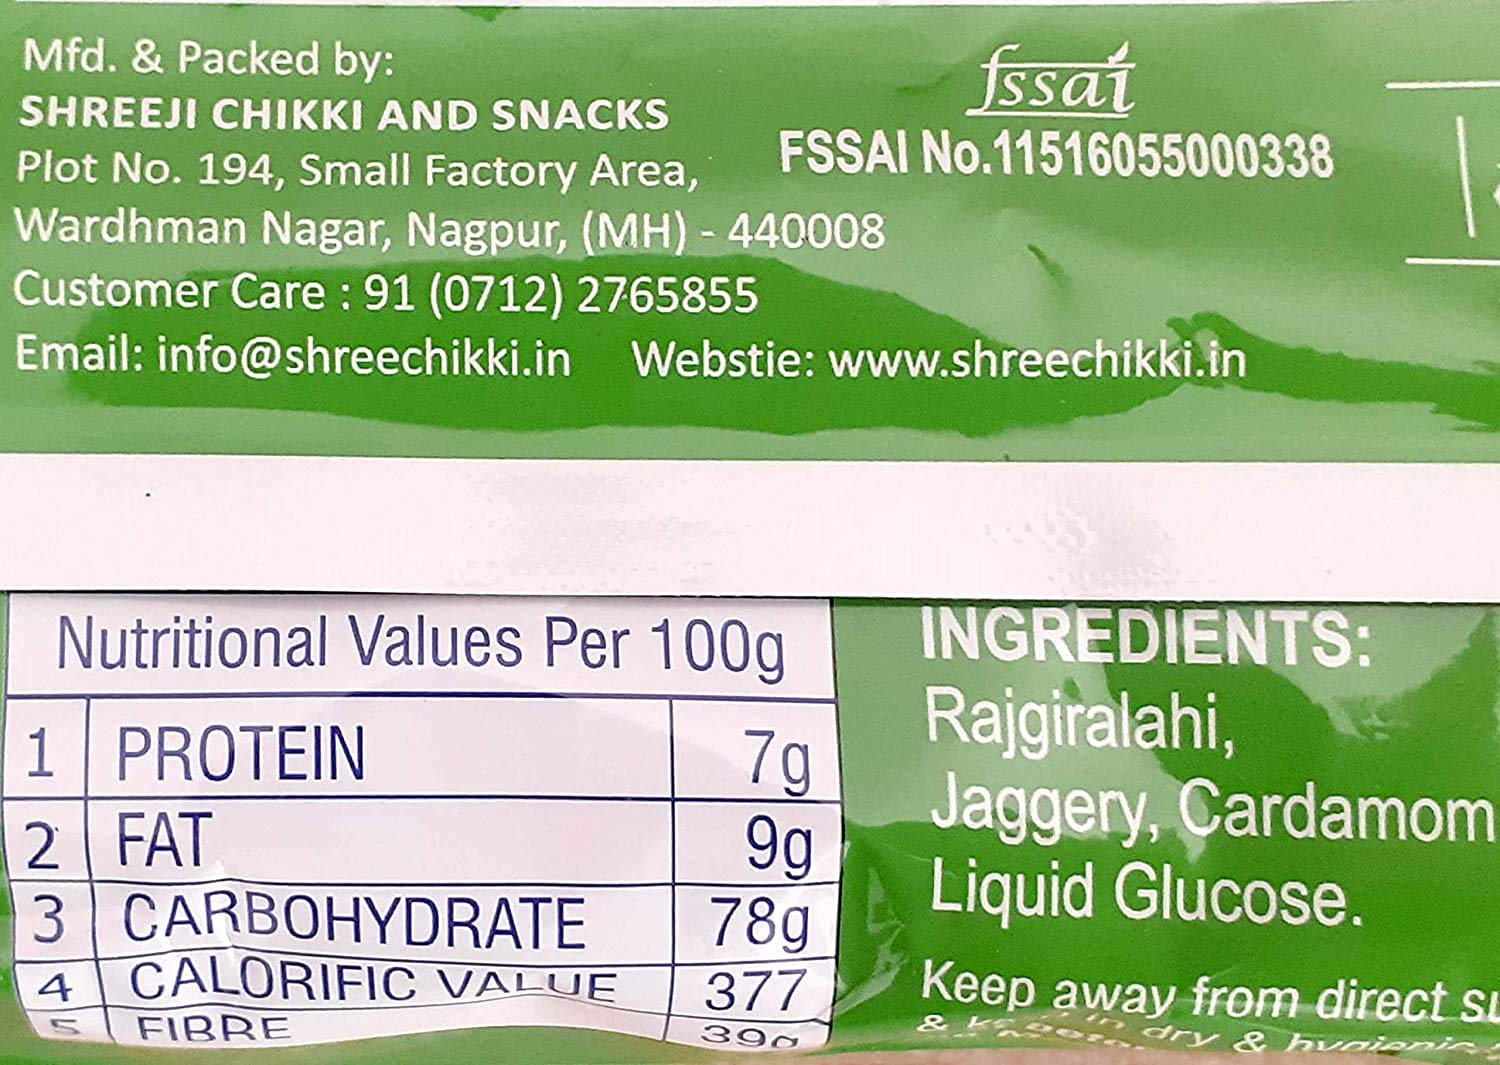 Mfd. & Packed by:
SHREEJI CHIKKI AND SNACKS
Plot No. 194, Small Factory Area,
Wardhman Nagar, Nagpur, (MH) - 440008
Customer Care : 91 (0712) 2765855
Email: info@shreechikki.in Webstie: www.shreechikki.in
fssai
FSSAI No.11516055000338
Nutritional Values Per 100g
1 PROTEIN 7g
2 FAT 9g
3 CARBOHYDRATE 78g
4 CALORIFIC VALUE 377
5 FIBRE
INGREDIENTS:
Rajgiralahi,
Jaggery, Cardamom
Liquid Glucose.
Keep away from direct
& in dry &